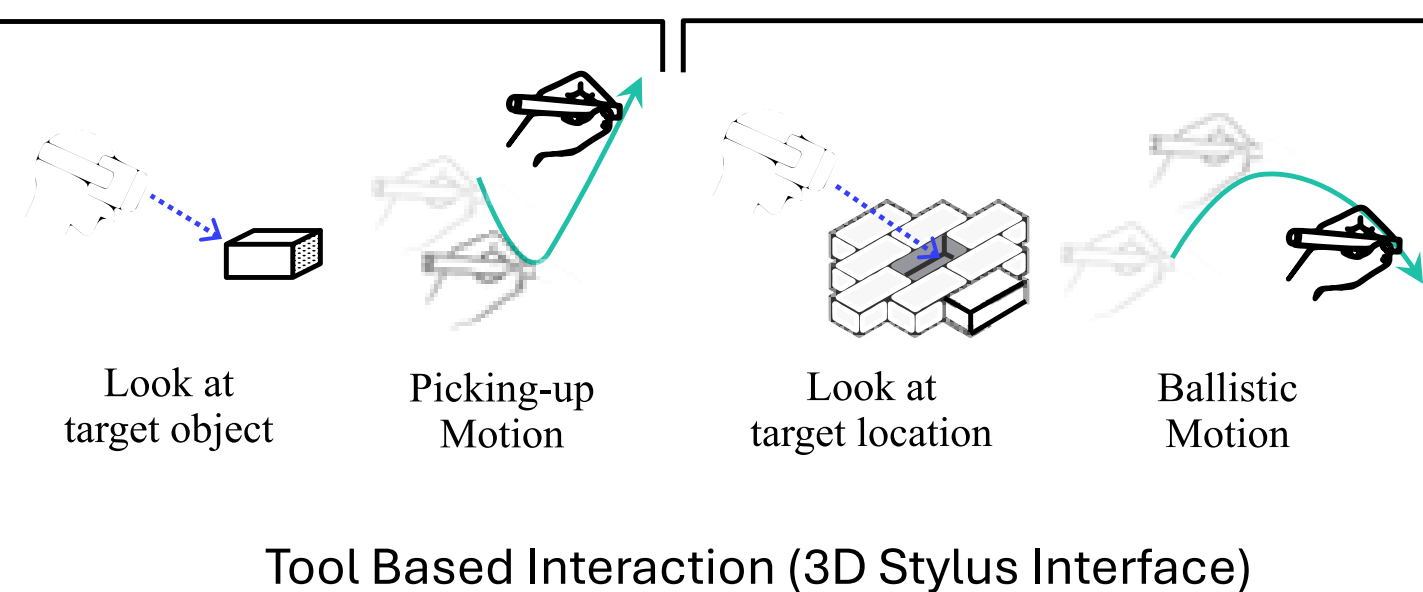 Look at
target object
Picking-up
Motion
Look at
target location
Ballistic
Motion
Tool Based Interaction (3D Stylus Interface)